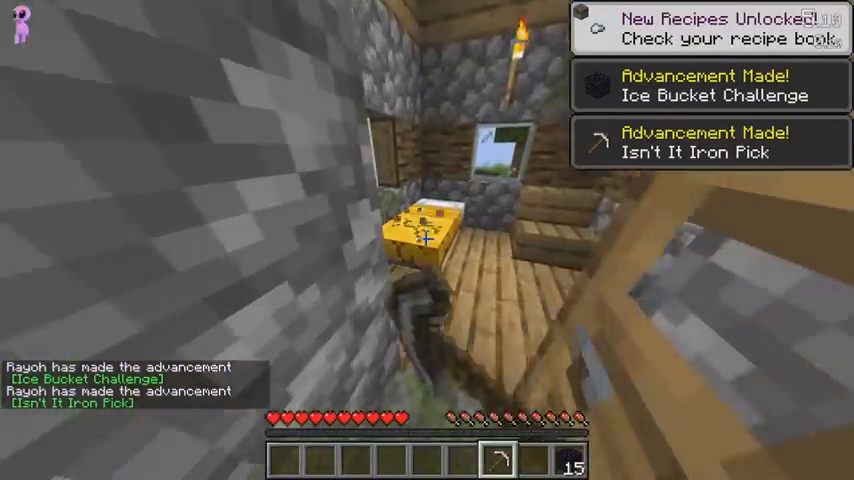 New Recipes Unlocked!
Check your recipe book
Advancement Made!
Ice Bucket Challenge
Advancement Made!
Isn't It Iron Pick
Rayoh has made the advancement
[Ice Bucket Challenge]
Rayoh has made the advancement
[Isn't It Iron Pick]
15